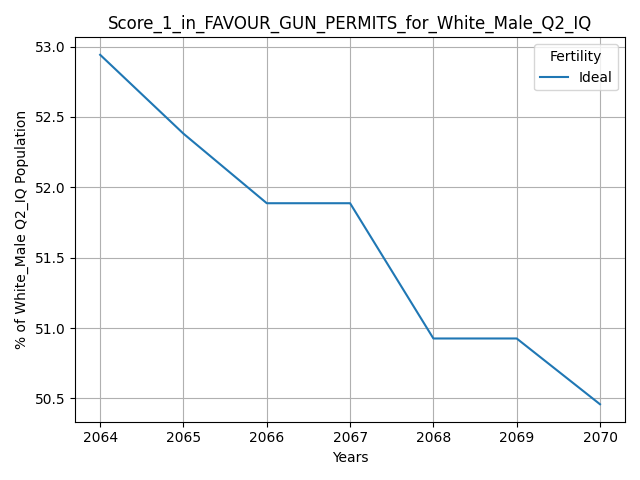 Score_1_in_FAVOUR_GUN_PERMITS_for_White_Male_Q2_IQ
Fertility
Ideal
% of White_Male Q2_IQ Population
53.0
52.5
52.0
51.5
51.0
50.5
2064 2065 2066 2067 2068 2069 2070
Years